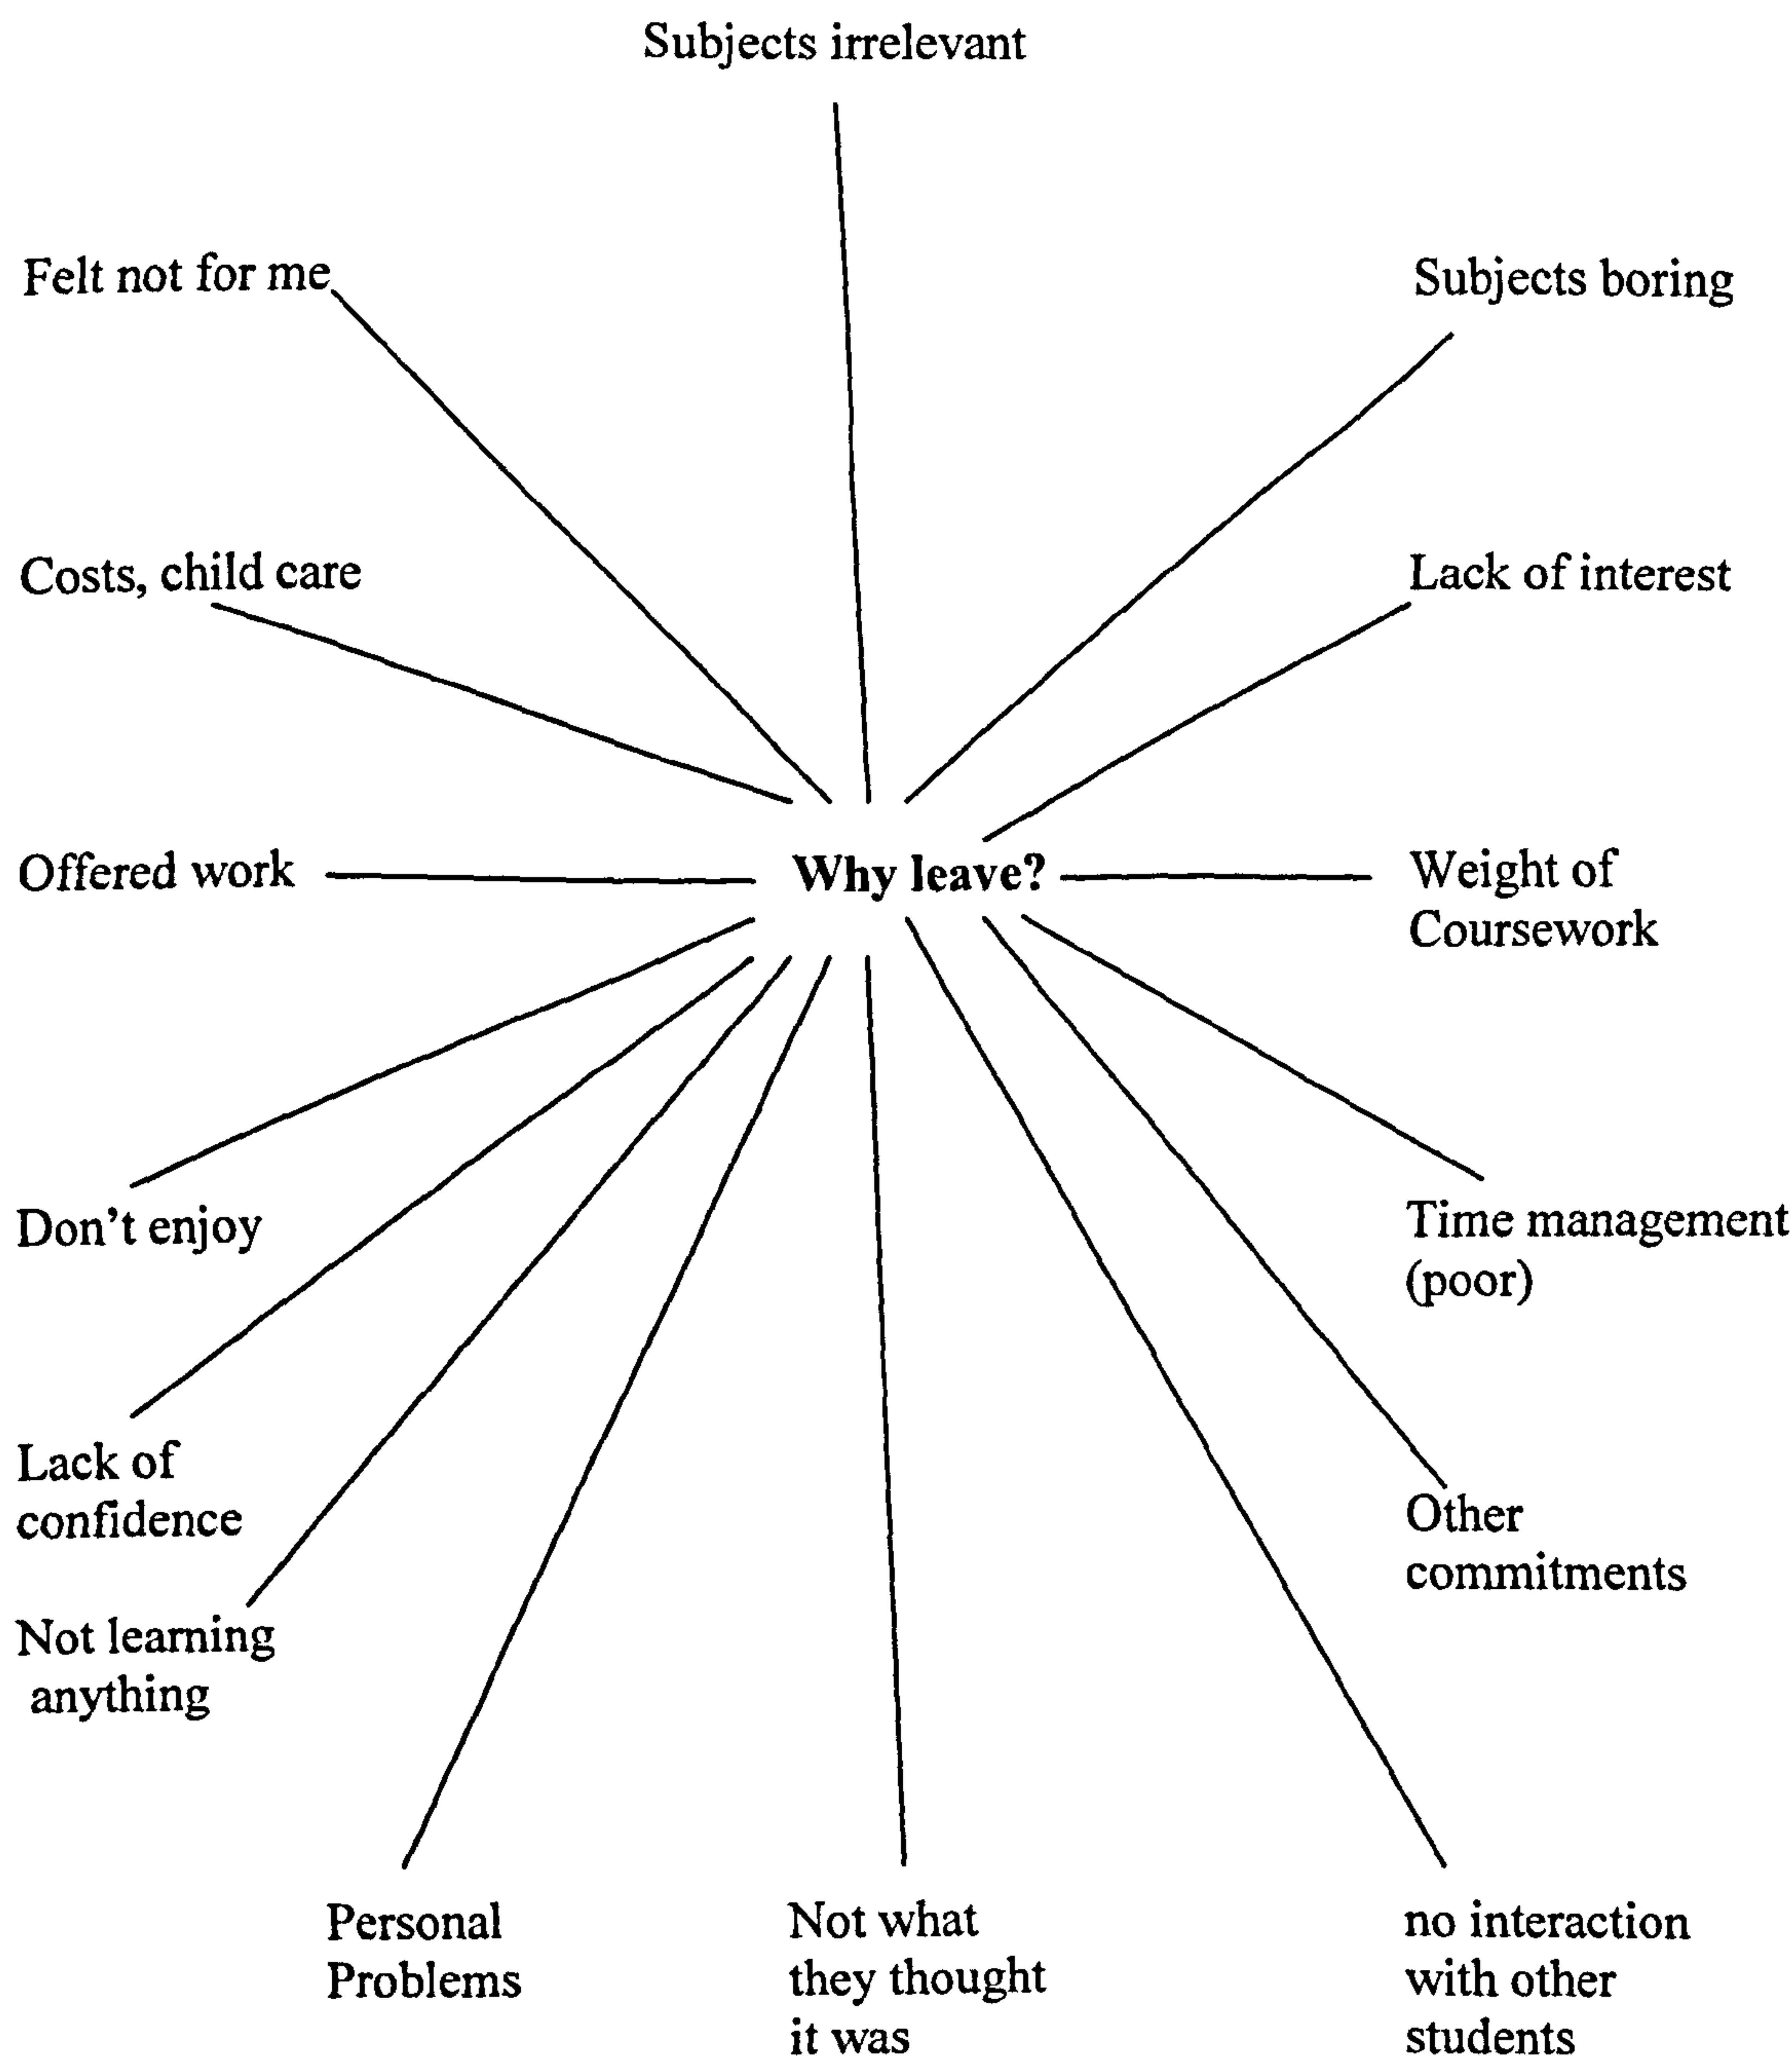 Subjects irrelevant
Felt not for me
Subjects boring
Costs, child care
Lack of interest
Offered work
Why leave?
Weight of
Coursework
Don't enjoy
Time management
(poor)
Lack of
confidence
Other
commitments
Not learning
anything
Personal
Problems
Not what
they thought
it was
no interaction
with other
students